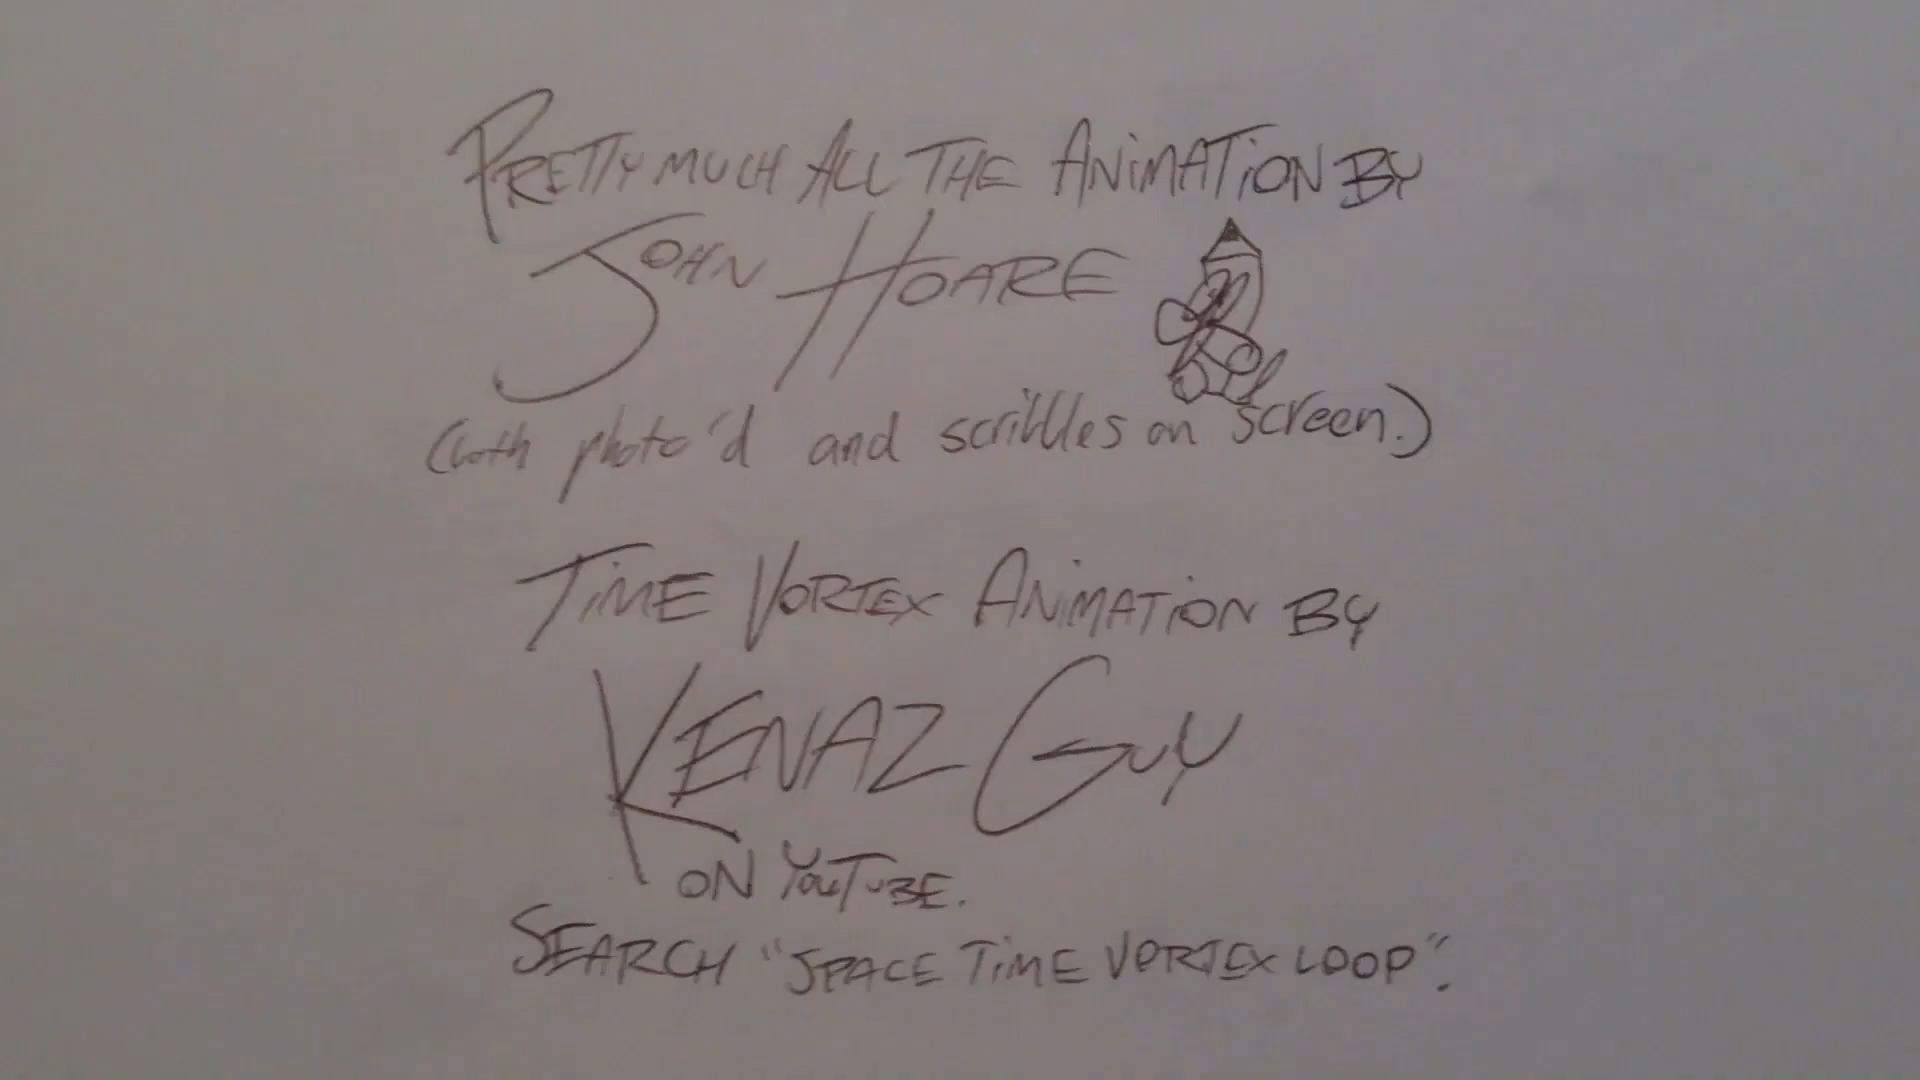 PRETTY MUCH ALL THE ANIMATION BY
JOHN HOARE
(both photo'd and scribbles on screen.)
TIME VORTEX ANIMATION BY
KENAZ GUY
ON YOUTUBE.
SEARCH "SPACE TIME VORTEX LOOP".